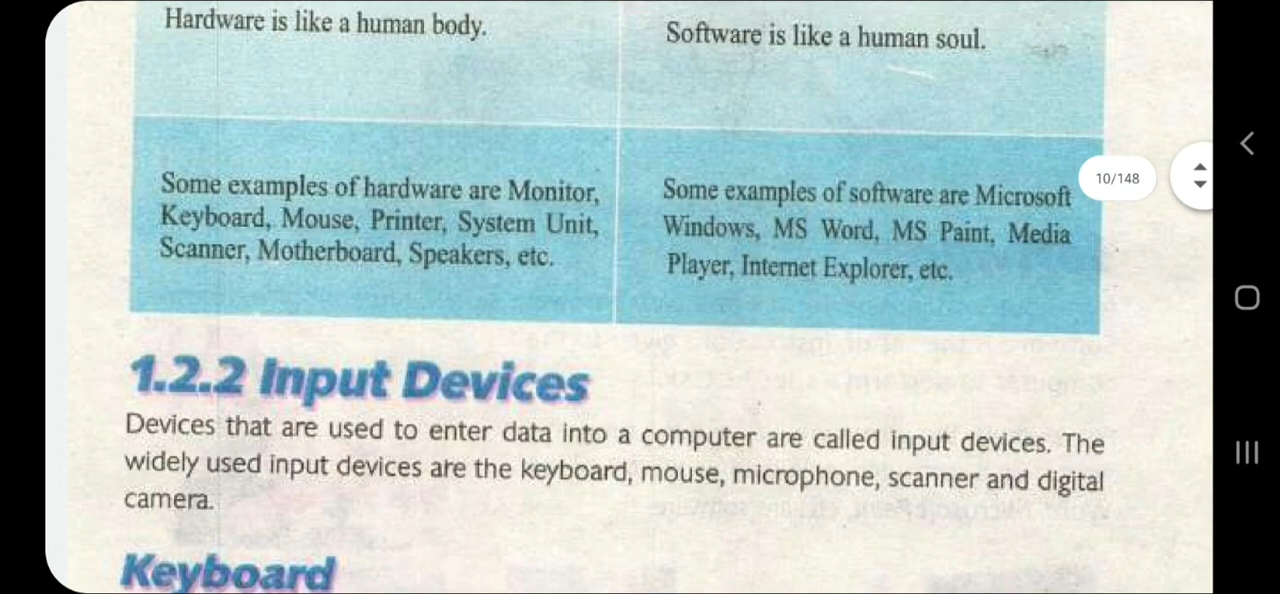 Hardware is like a human body.
Software is like a human soul.
Some examples of hardware are Monitor,
Keyboard, Mouse, Printer, System Unit,
Scanner, Motherboard, Speakers, etc.
Some examples of software are Microsoft
Windows, MS Word, MS Paint, Media
Player, Internet Explorer, etc.
10/148
1.2.2 Input Devices
Devices that are used to enter data into a computer are called input devices. The
widely used input devices are the keyboard, mouse, microphone, scanner and digital
camera.
Keyboard